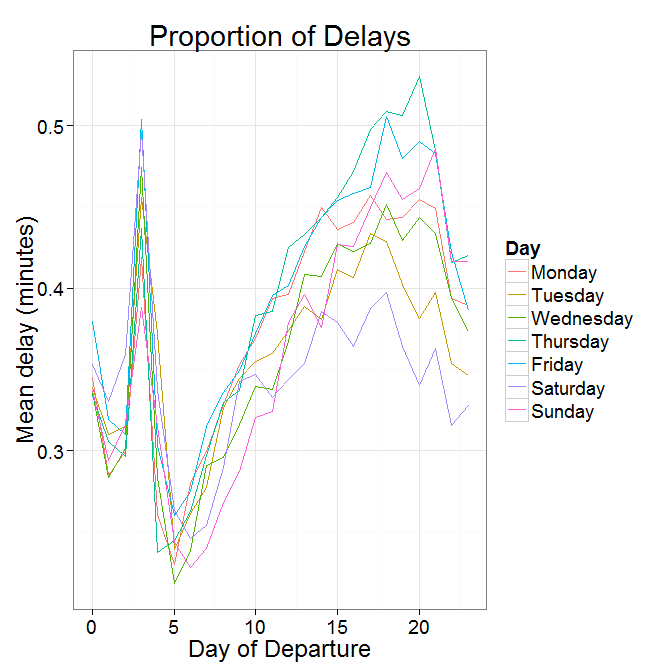 Proportion of Delays
Mean delay (minutes)
0.5
0.4
0.3
0 5 10 15 20
Day of Departure
Day
Monday
Tuesday
Wednesday
Thursday
Friday
Saturday
Sunday